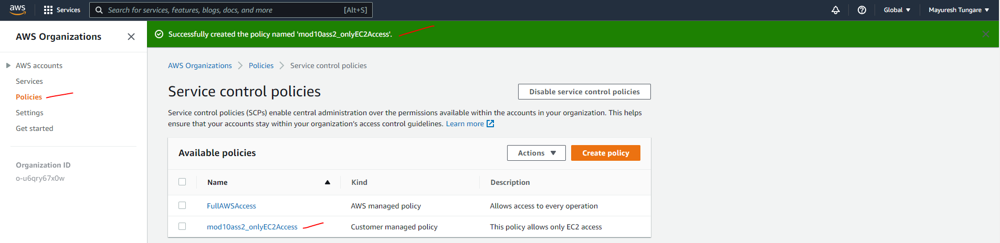 aws
Services
Search for services, features, blogs, docs, and more
[Alt+S]
Global
Mayuresh Tungare
AWS Organizations
AWS accounts
Services
Policies
Settings
Get started
Organization ID
o-u6qry67x0w
Successfully created the policy named 'mod10ass2_onlyEC2Access'.
AWS Organizations
Policies
Service control policies
Service control policies
Disable service control policies
Service control policies (SCPs) enable central administration over the permissions available within the accounts in your organization. This helps
ensure that your accounts stay within your organization's access control guidelines. Learn more
Available policies
Actions
Create policy
Name Kind Description
FullAWSAccess AWS managed policy Allows access to every operation
mod10ass2_onlyEC2Access Customer managed policy This policy allows only EC2 access